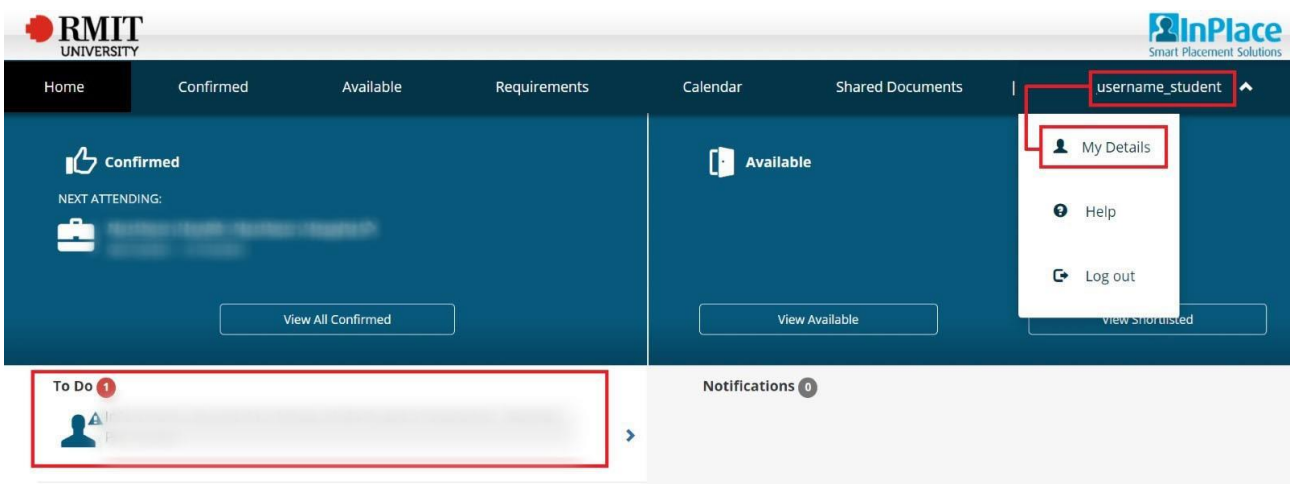 RMIT
UNIVERSITY
InPlace
Smart Placement Solutions
Home Confirmed Available Requirements Calendar Shared Documents | username_student
Confirmed
NEXT ATTENDING:
View All Confirmed
Available
View Available
View Shortlisted
My Details
Help
Log out
To Do 1
Notifications 0